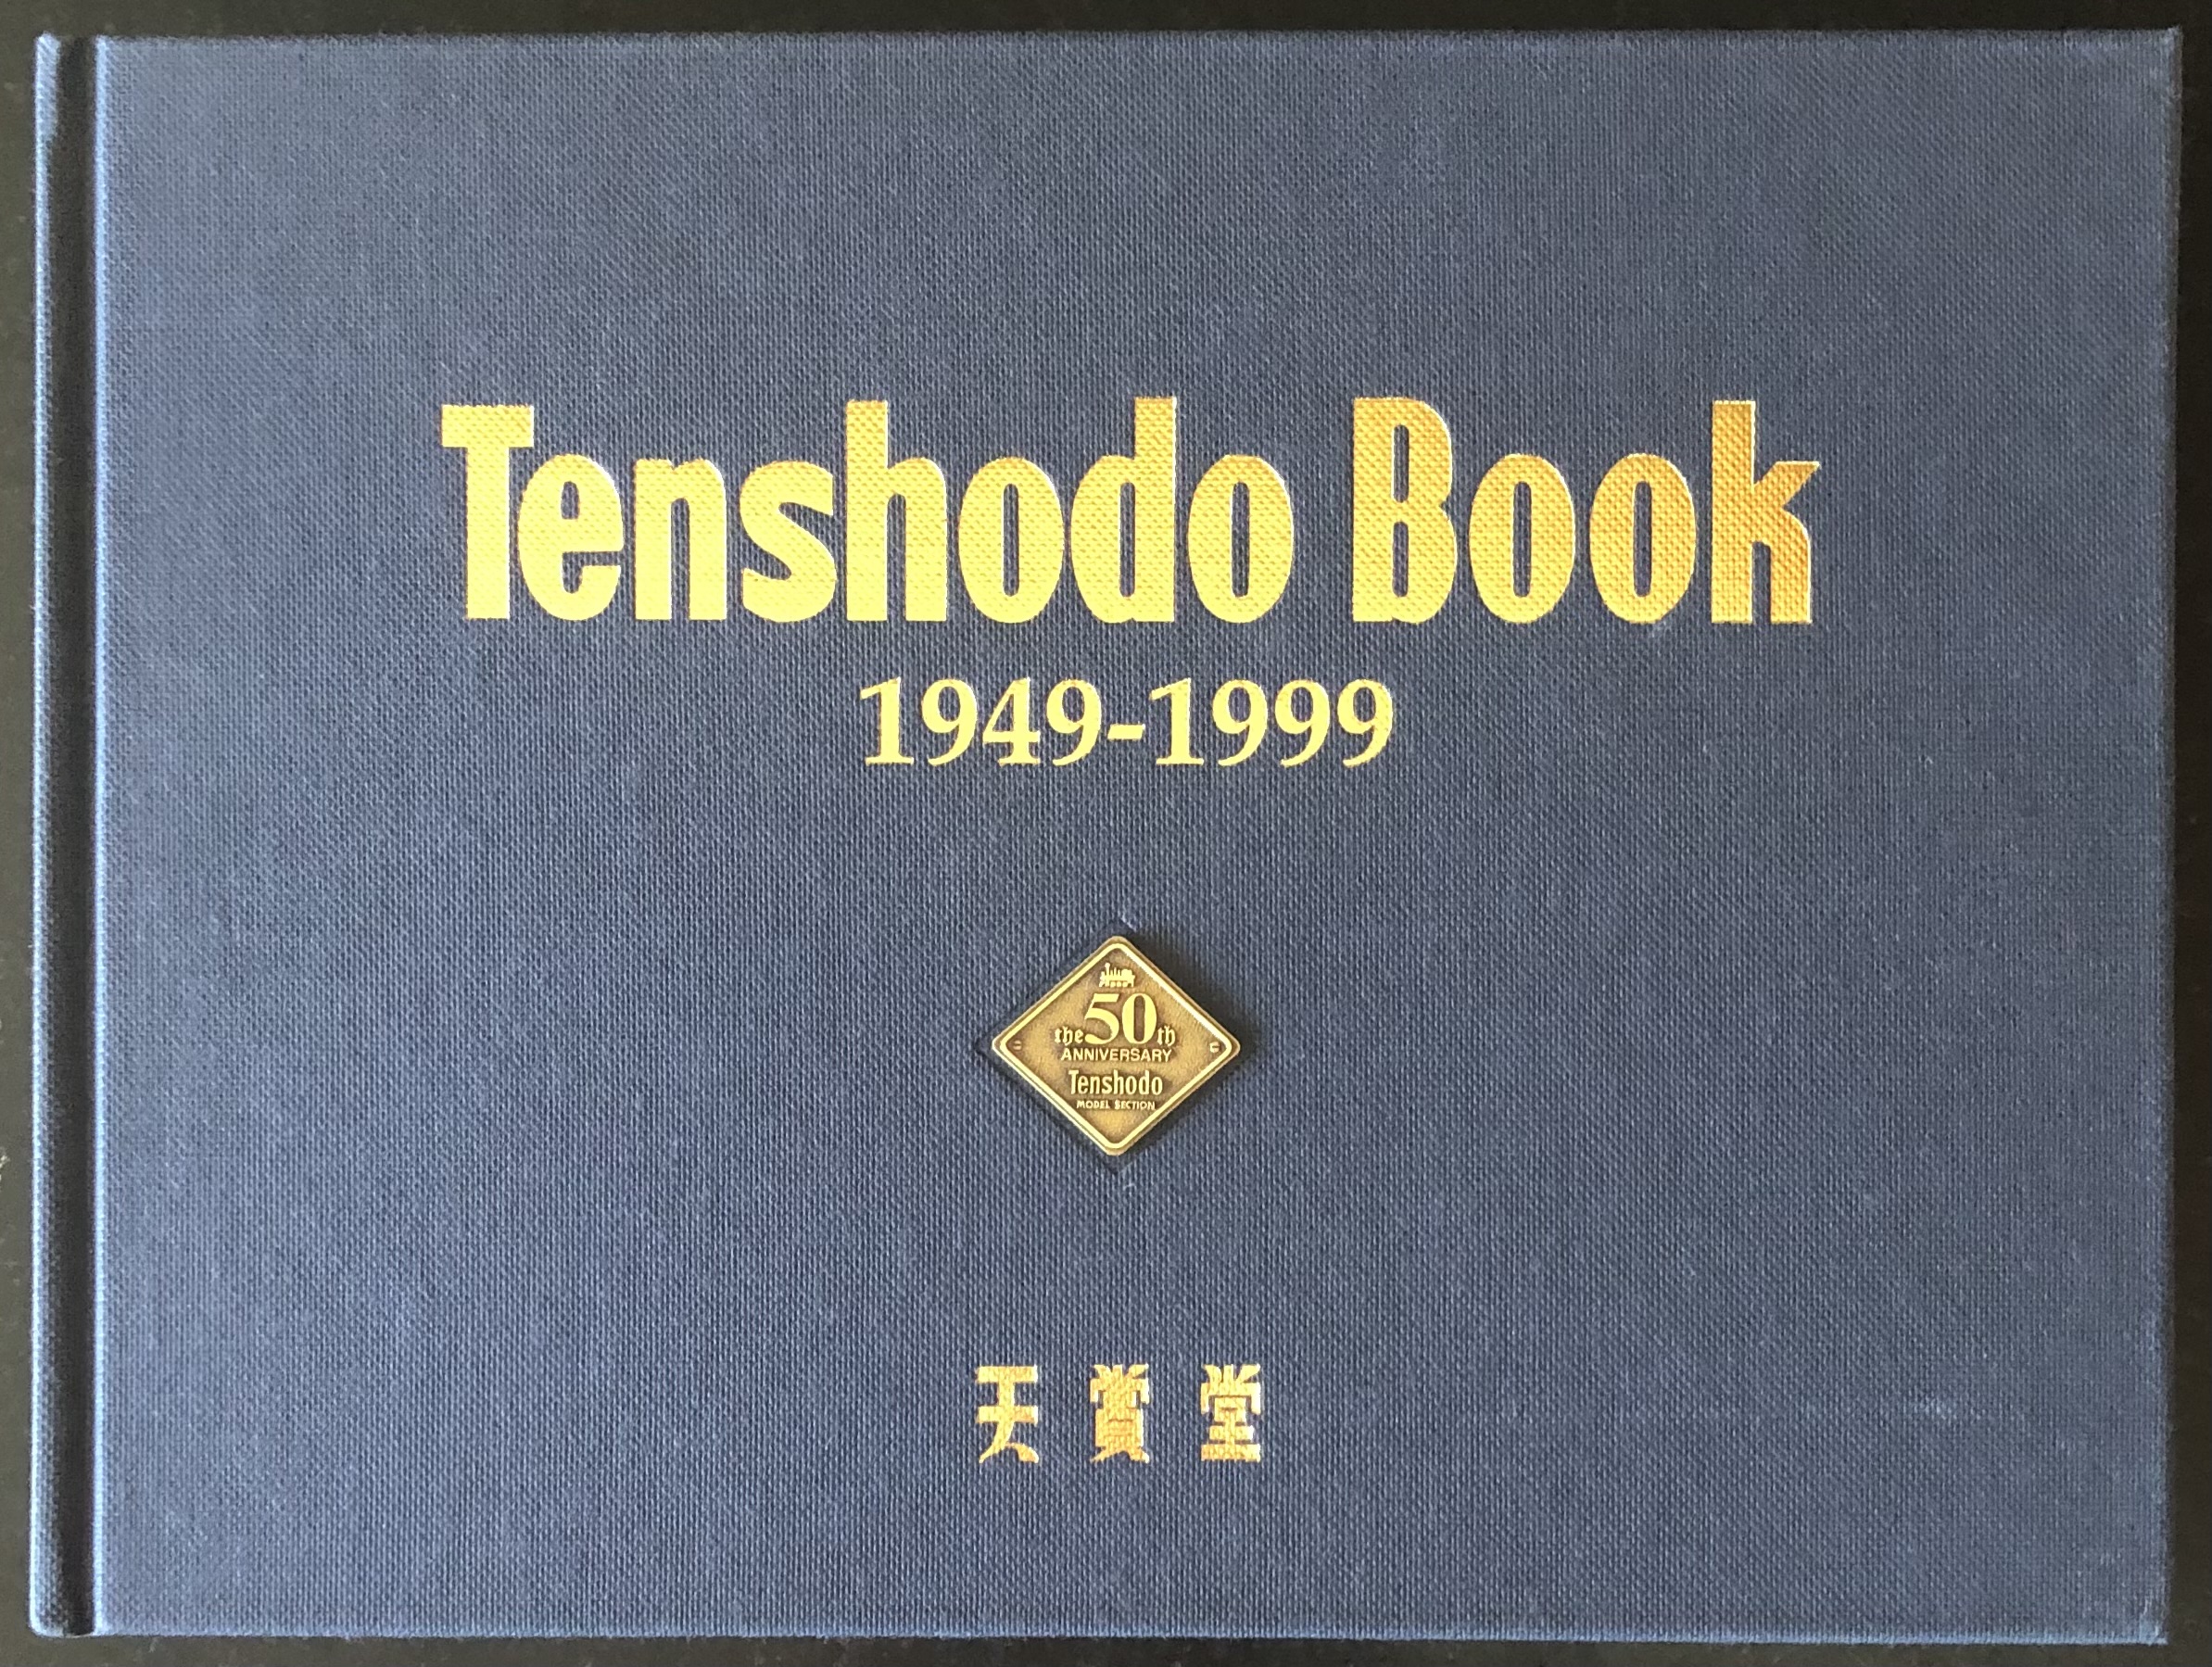 Tenshodo Book
1949-1999
the 50th
ANNIVERSARY
Tenshodo
MODEL SECTION
天賞堂